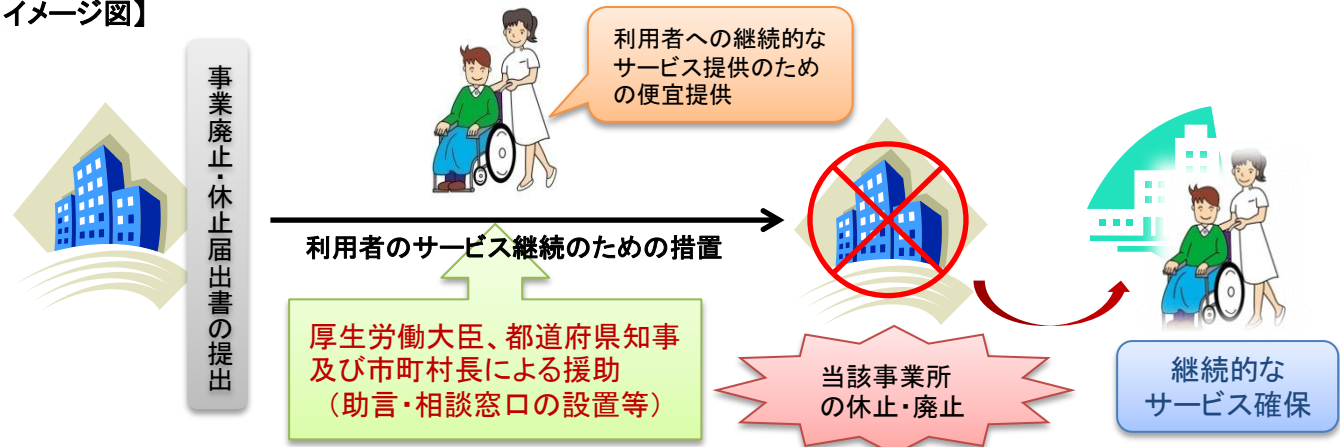 イメージ図】
事業廃止・休止届出書の提出
利用者への継続的な
サービス提供のため
の便宜提供
利用者のサービス継続のための措置
厚生労働大臣、都道府県知事
及び市町村長による援助
（助言・相談窓口の設置等）
当該事業所
の休止・廃止
継続的な
サービス確保